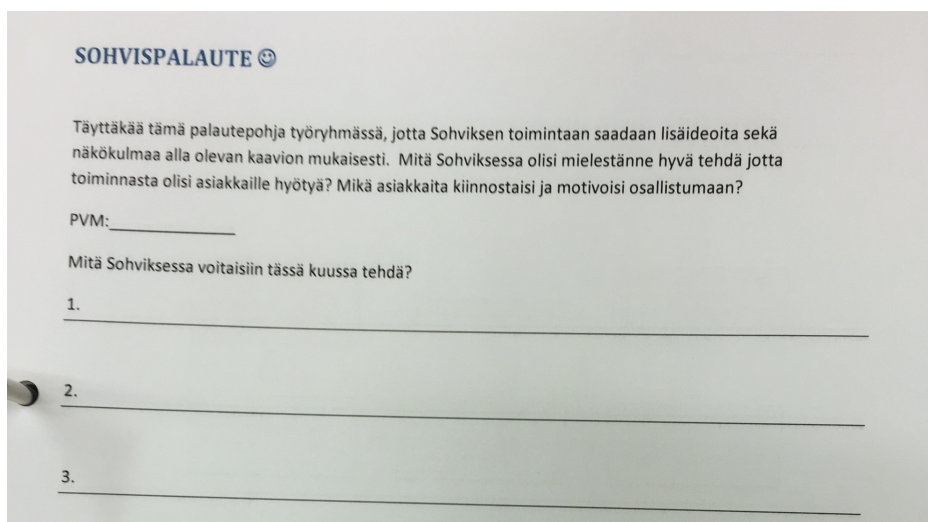 SOHVISPALAUTE ☺
Täyttäkää tämä palautepohja työryhmässä, jotta Sohviksen toimintaan saadaan lisäideoita sekä
näkökulmaa alla olevan kaavion mukaisesti. Mitä Sohviksessa olisi mielestänne hyvä tehdä jotta
toiminnasta olisi asiakkaille hyötyä? Mikä asiakkaita kiinnostaisi ja motivoisi osallistumaan?
PVM:______________
Mitä Sohviksessa voitaisiin tässä kuussa tehdä?
1.
2.
3.